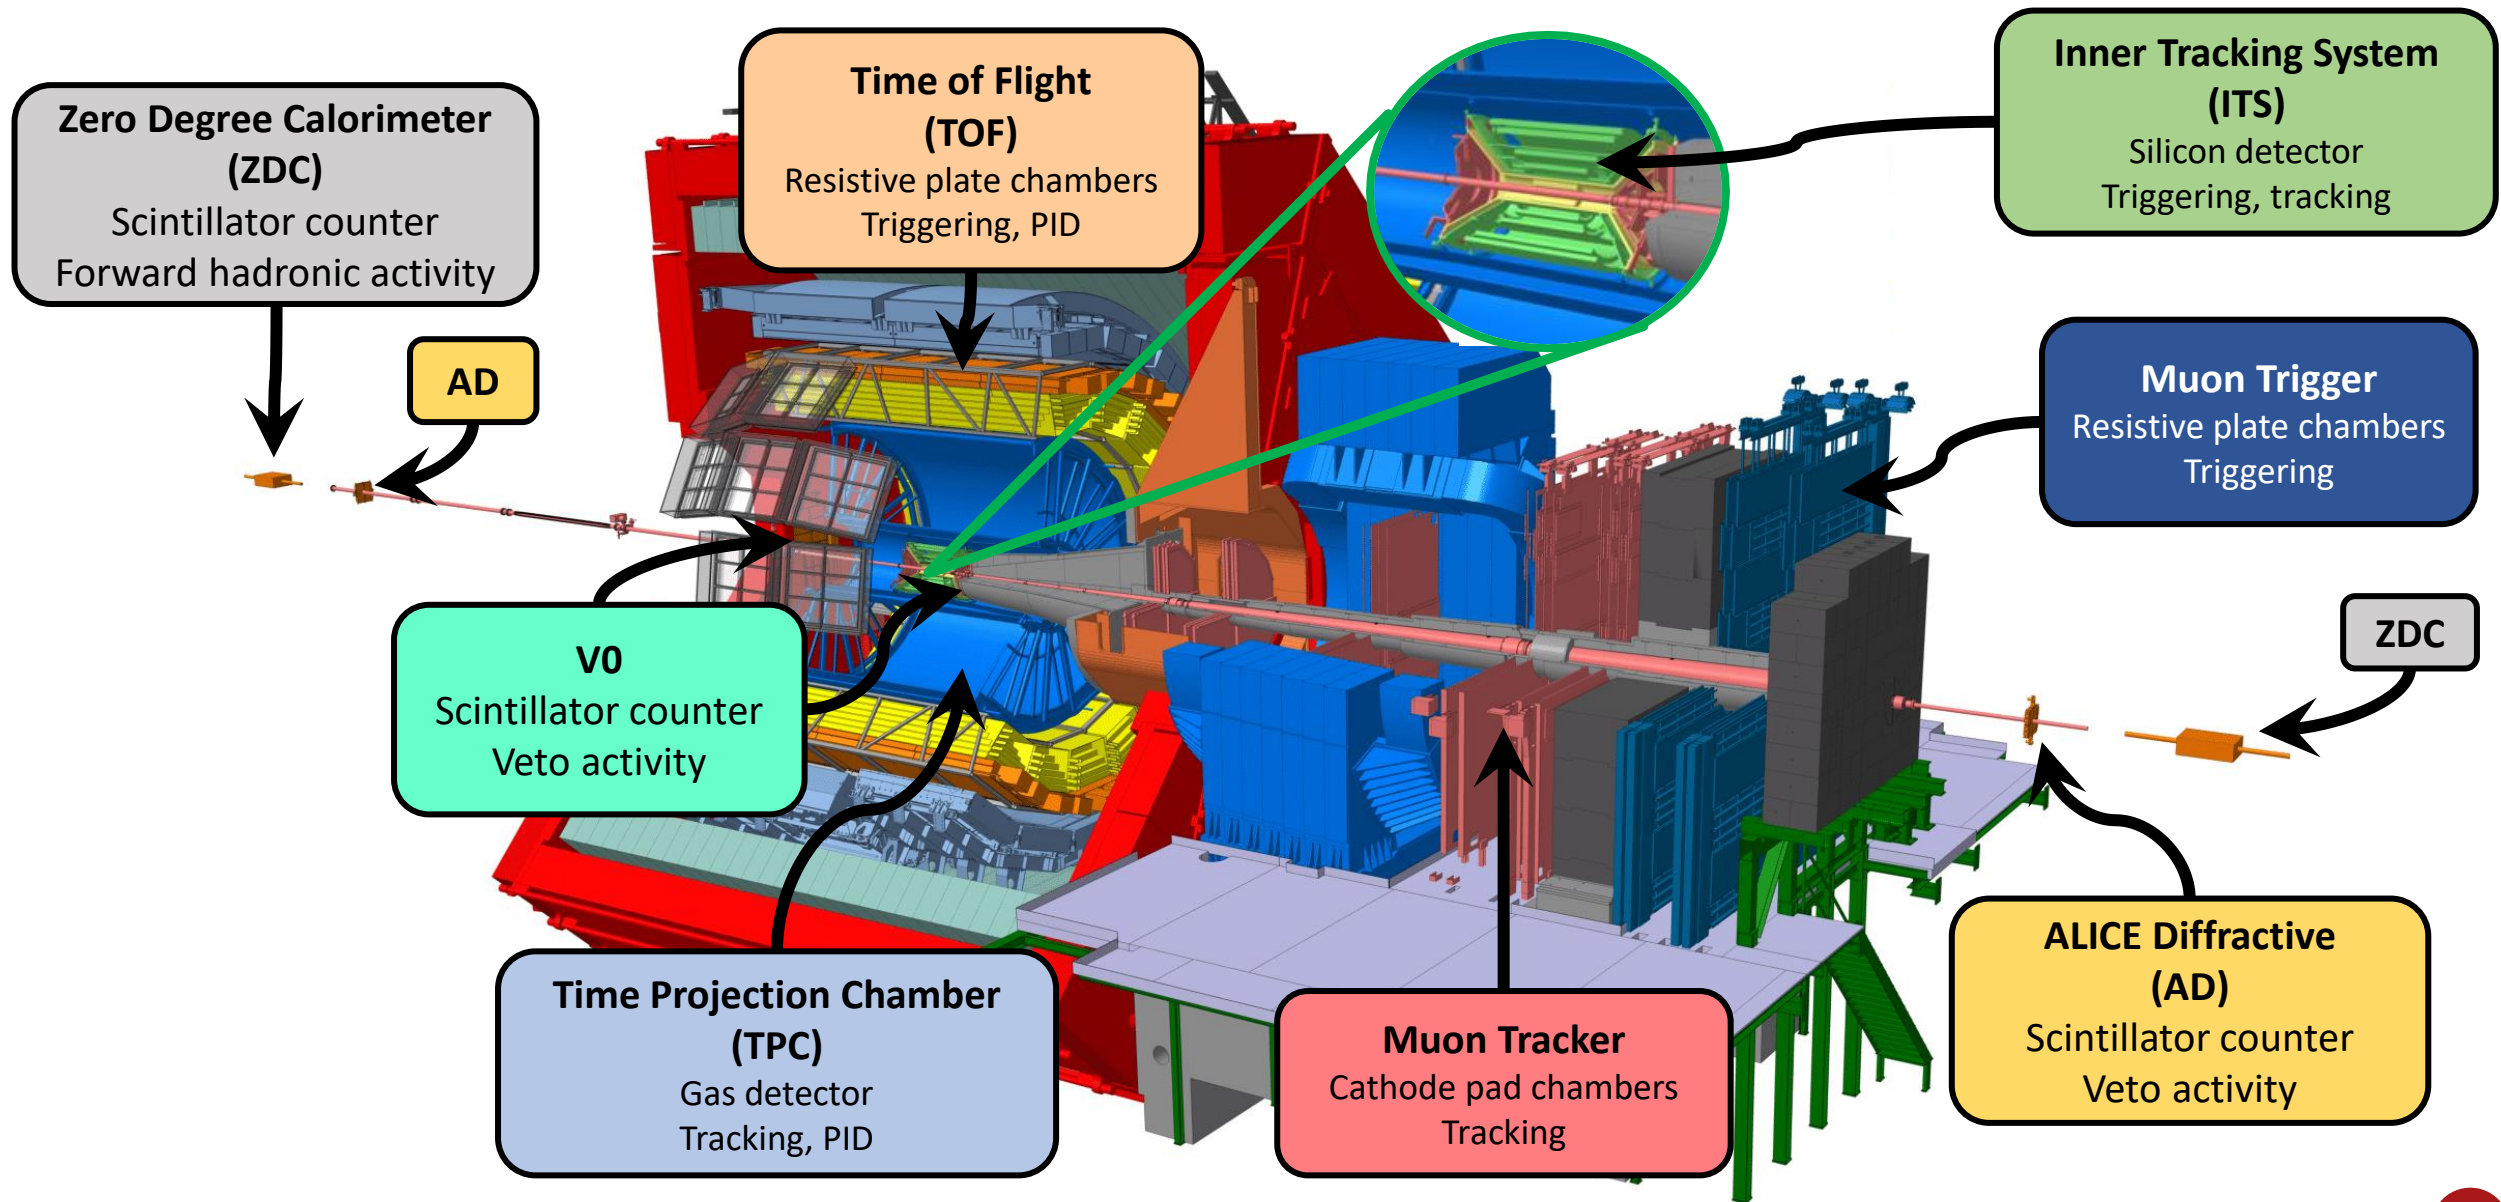 Zero Degree Calorimeter
(ZDC)
Scintillator counter
Forward hadronic activity
AD
Time of Flight
(TOF)
Resistive plate chambers
Triggering, PID
Inner Tracking System
(ITS)
Silicon detector
Triggering, tracking
Muon Trigger
Resistive plate chambers
Triggering
ZDC
V0
Scintillator counter
Veto activity
Time Projection Chamber
(TPC)
Gas detector
Tracking, PID
Muon Tracker
Cathode pad chambers
Tracking
ALICE Diffractive
(AD)
Scintillator counter
Veto activity